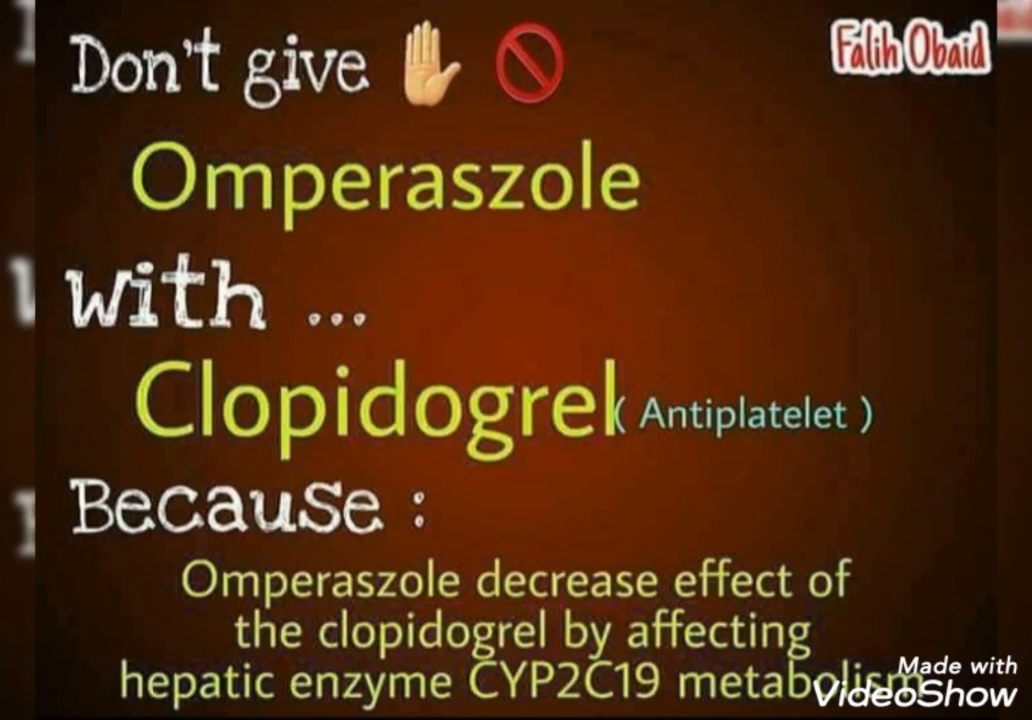 Don't give ✋ 🚫
Falih Obaid
Omperaszole
with ...
Clopidogrel ( Antiplatelet )
Because :
Omperaszole decrease effect of
the clopidogrel by affecting
hepatic enzyme CYP2C19 metabolism
Made with
VideoShow